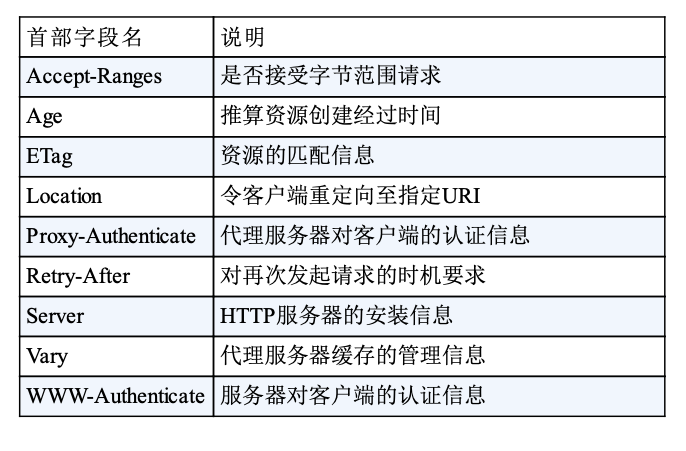 首部字段名 说明
Accept-Ranges 是否接受字节范围请求
Age 推算资源创建经过时间
ETag 资源的匹配信息
Location 令客户端重定向至指定URI
Proxy-Authenticate 代理服务器对客户端的认证信息
Retry-After 对再次发起请求的时机要求
Server HTTP服务器的安装信息
Vary 代理服务器缓存的管理信息
WWW-Authenticate 服务器对客户端的认证信息